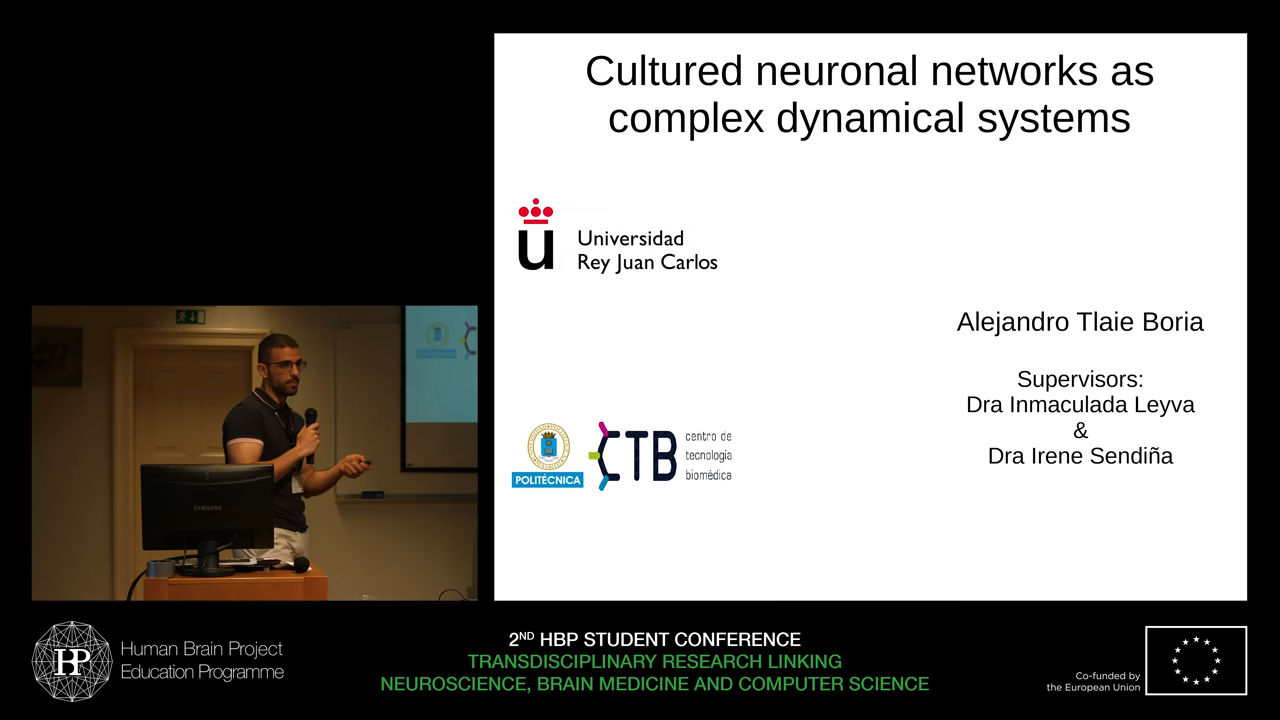 Cultured neuronal networks as
complex dynamical systems
u
Universidad
Rey Juan Carlos
Alejandro Tlaie Boria
Supervisors:
Dra Inmaculada Leyva
&
Dra Irene Sendiña
POLITÉCNICA
CTB
centro de
tecnología
biomédica
SAMSUNG
HBP
Human Brain Project
Education Programme
2ND HBP STUDENT CONFERENCE
TRANSDISCIPLINARY RESEARCH LINKING
NEUROSCIENCE, BRAIN MEDICINE AND COMPUTER SCIENCE
Co-funded by
the European Union